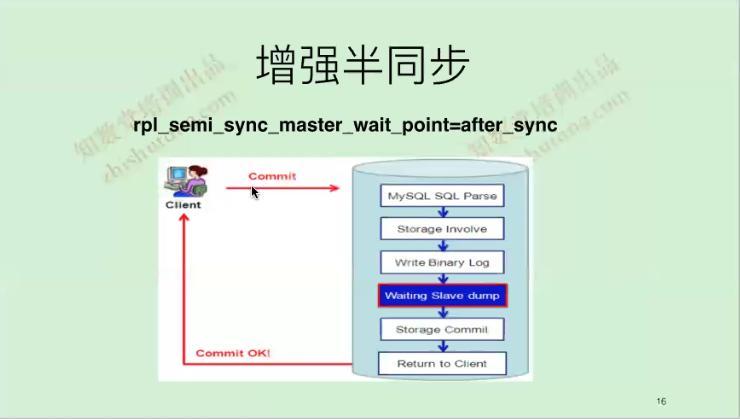 增强半同步
知数堂培训出品
zhishutang.com
知数堂培训出品
zhishutang.com
rpl_semi_sync_master_wait_point=after_sync
Commit
Client
MySQL SQL Parse
Storage Involve
Write Binary Log
Waiting Slave dump
Storage Commit
Commit OK!
Return to Client
16